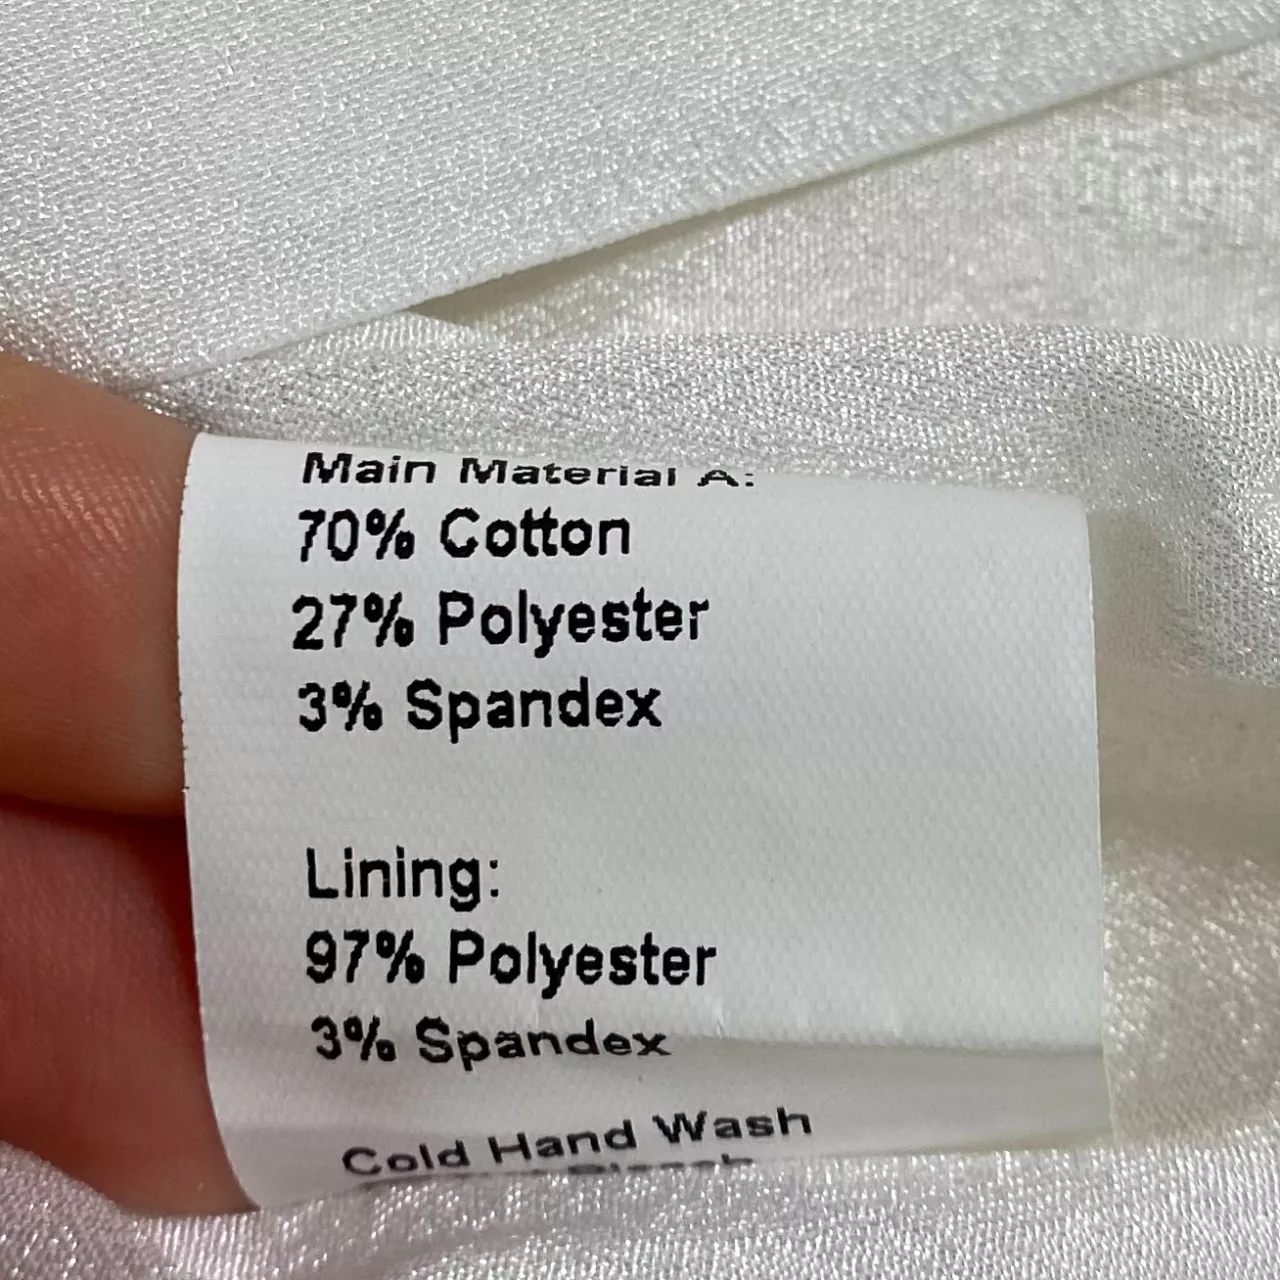 Main Material A:
70% Cotton
27% Polyester
3% Spandex
Lining:
97% Polyester
3% Spandex
Cold Hand Wash